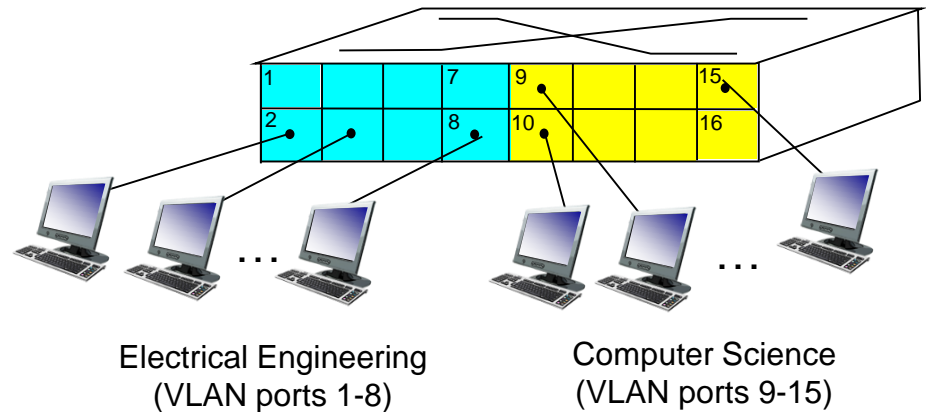 1 7 9 15
2 8 10 16
... ...
Electrical Engineering
(VLAN ports 1-8)
Computer Science
(VLAN ports 9-15)